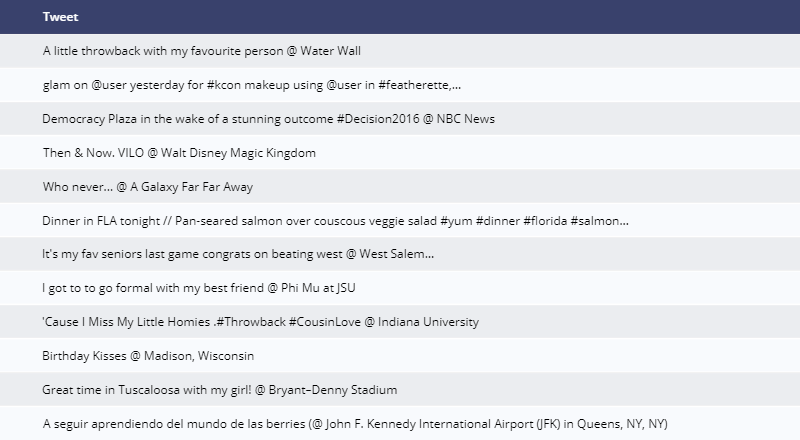 Tweet
A little throwback with my favourite person @ Water Wall
glam on @user yesterday for #kcon makeup using @user in #featherette,...
Democracy Plaza in the wake of a stunning outcome #Decision2016 @ NBC News
Then & Now. VILO @ Walt Disney Magic Kingdom
Who never... @ A Galaxy Far Far Away
Dinner in FLA tonight // Pan-seared salmon over couscous veggie salad #yum #dinner #florida #salmon...
It's my fav seniors last game congrats on beating west @ West Salem...
I got to to go formal with my best friend @ Phi Mu at JSU
'Cause I Miss My Little Homies .#Throwback #CousinLove @ Indiana University
Birthday Kisses @ Madison, Wisconsin
Great time in Tuscaloosa with my girl! @ Bryant–Denny Stadium
A seguir aprendiendo del mundo de las berries (@ John F. Kennedy International Airport (JFK) in Queens, NY, NY)